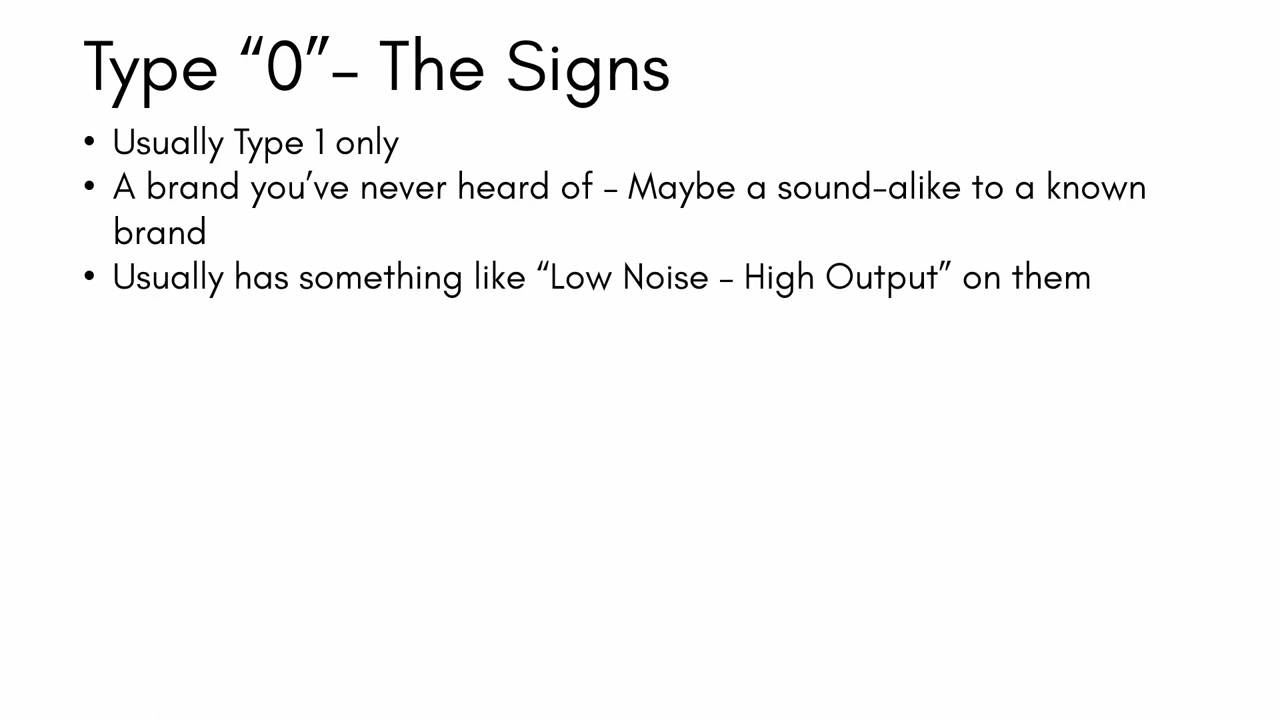 Type “0”– The Signs
• Usually Type 1 only
• A brand you’ve never heard of – Maybe a sound-alike to a known
brand
• Usually has something like “Low Noise – High Output” on them